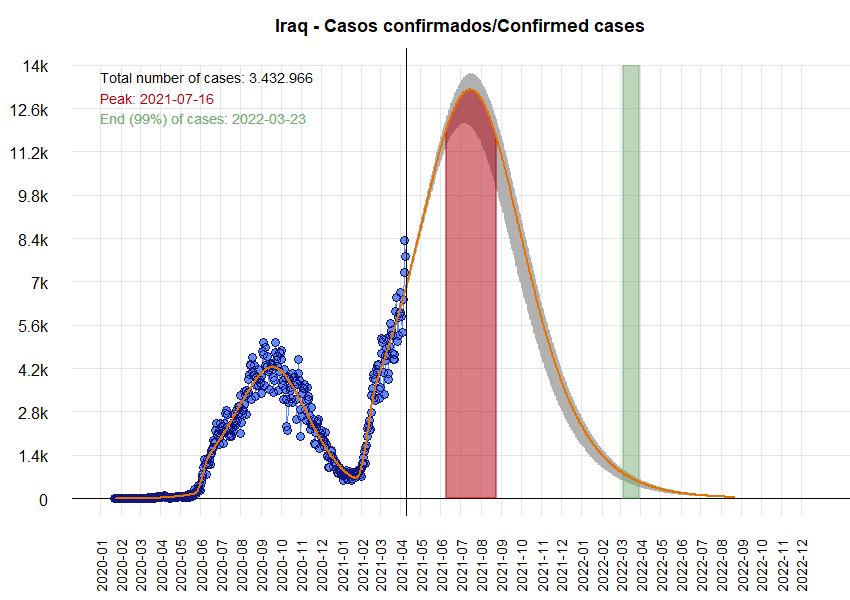 Iraq - Casos confirmados/Confirmed cases
14k
12.6k
11.2k
9.8k
8.4k
7k
5.6k
4.2k
2.8k
1.4k
0
Total number of cases: 3.432.966
Peak: 2021-07-16
End (99%) of cases: 2022-03-23
2020-01
2020-02
2020-03
2020-04
2020-05
2020-06
2020-07
2020-08
2020-09
2020-10
2020-12
2021-01
2021-02
2021-03
2021-04
2021-05
2021-06
2021-07
2021-08
2021-09
2021-10
2021-11
2021-12
2022-01
2022-02
2022-03
2022-04
2022-05
2022-06
2022-07
2022-08
2022-09
2022-10
2022-11
2022-12